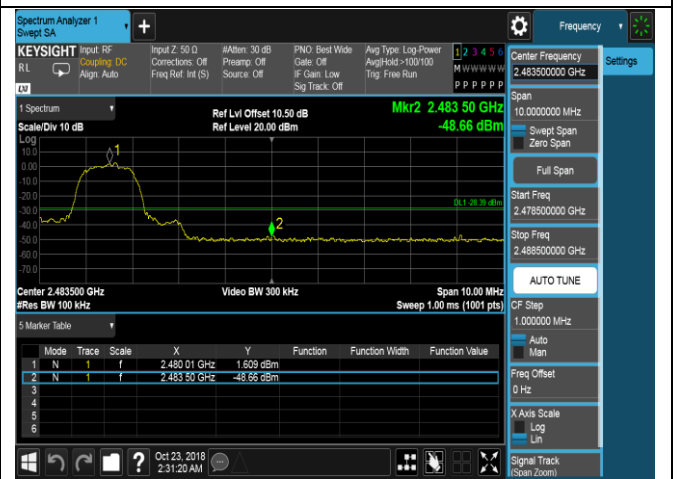 Spectrum Analyzer 1
Swept SA
+
Frequency
KEYSIGHT Input: RF
RL Coupling: DC
Align: Auto
LXI
Input Z: 50 Ω
Corrections: Off
Freq Ref: Int (S)
#Atten: 30 dB
Preamp: Off
Source: Off
PNO: Best Wide
Gate: Off
IF Gain: Low
Sig Track: Off
Avg Type: Log-Power
Avg|Hold:>100/100
Trig: Free Run
1 2 3 4 5 6
M W W W W W
P P P P P P
Center Frequency
2.483500000 GHz
Settings
Span
10.0000000 MHz
Swept Span
Zero Span
Full Span
Start Freq
2.478500000 GHz
Stop Freq
2.488500000 GHz
AUTO TUNE
CF Step
1.000000 MHz
Auto
Man
Freq Offset
0 Hz
X Axis Scale
Log
Lin
Signal Track
(Span Zoom)
1 Spectrum
Scale/Div 10 dB
Ref Lvl Offset 10.50 dB
Ref Level 20.00 dBm
Mkr2 2.483 50 GHz
-48.66 dBm
Log
10.0
0.00
-10.0
-20.0
-30.0
-40.0
-50.0
-60.0
-70.0
1
2
DL1 -28.39 dBm
Center 2.483500 GHz
#Res BW 100 kHz
Video BW 300 kHz
Span 10.00 MHz
Sweep 1.00 ms (1001 pts)
5 Marker Table
Mode Trace Scale X Y Function Function Width Function Value
1 N 1 f 2.480 01 GHz 1.609 dBm
2 N 1 f 2.483 50 GHz -48.66 dBm
3
4
5
6
?
Oct 23, 2018
2:31:20 AM